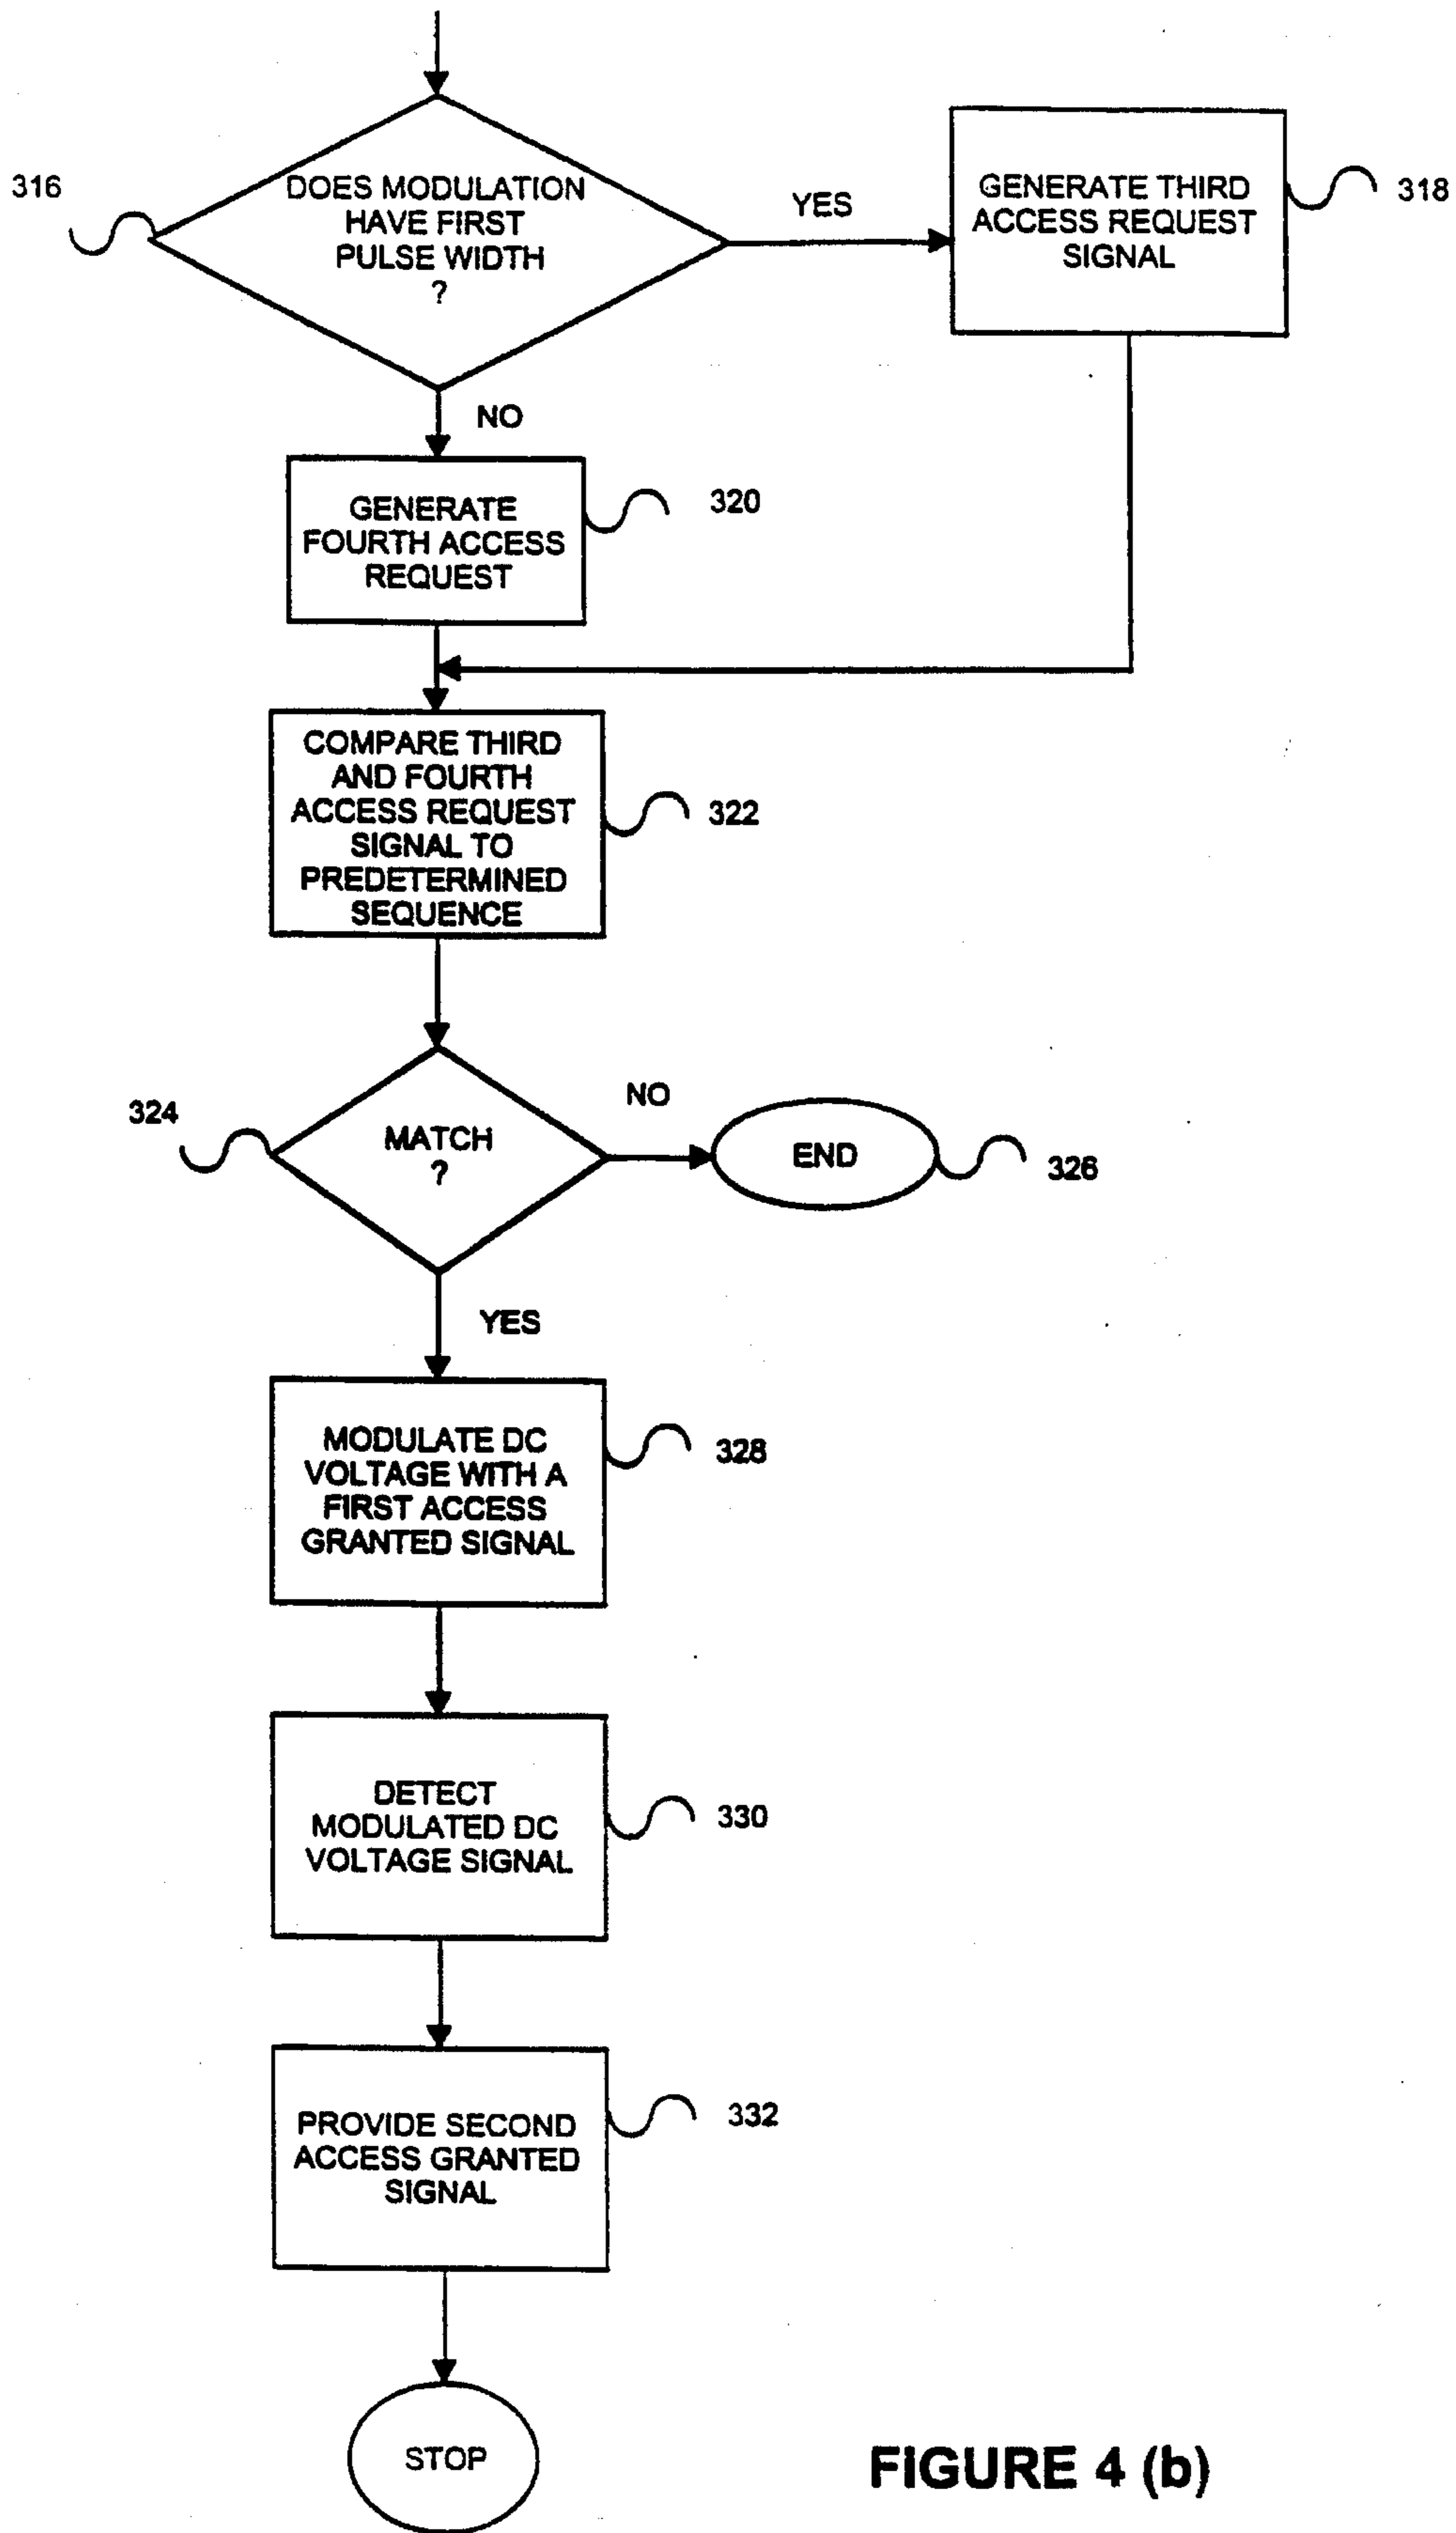 316
DOES MODULATION
HAVE FIRST
PULSE WIDTH
?
YES
GENERATE THIRD
ACCESS REQUEST
SIGNAL
318
NO
GENERATE
FOURTH ACCESS
REQUEST
320
COMPARE THIRD
AND FOURTH
ACCESS REQUEST
SIGNAL TO
PREDETERMINED
SEQUENCE
322
324
MATCH
?
NO
END
326
YES
MODULATE DC
VOLTAGE WITH A
FIRST ACCESS
GRANTED SIGNAL
328
DETECT
MODULATED DC
VOLTAGE SIGNAL
330
PROVIDE SECOND
ACCESS GRANTED
SIGNAL
332
STOP
FIGURE 4 (b)